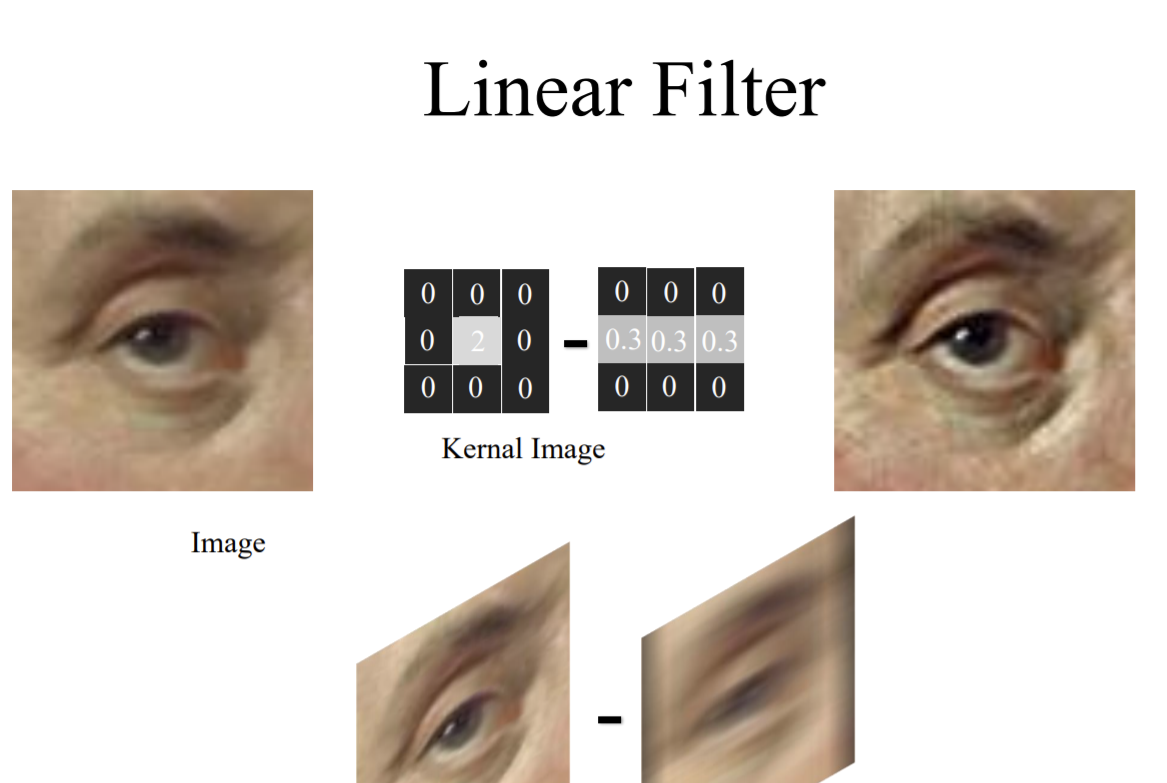 Linear Filter
0 0 0 0 0 0
0 2 0 - 0.3 0.3 0.3
0 0 0 0 0 0
Kernal Image
Image
-